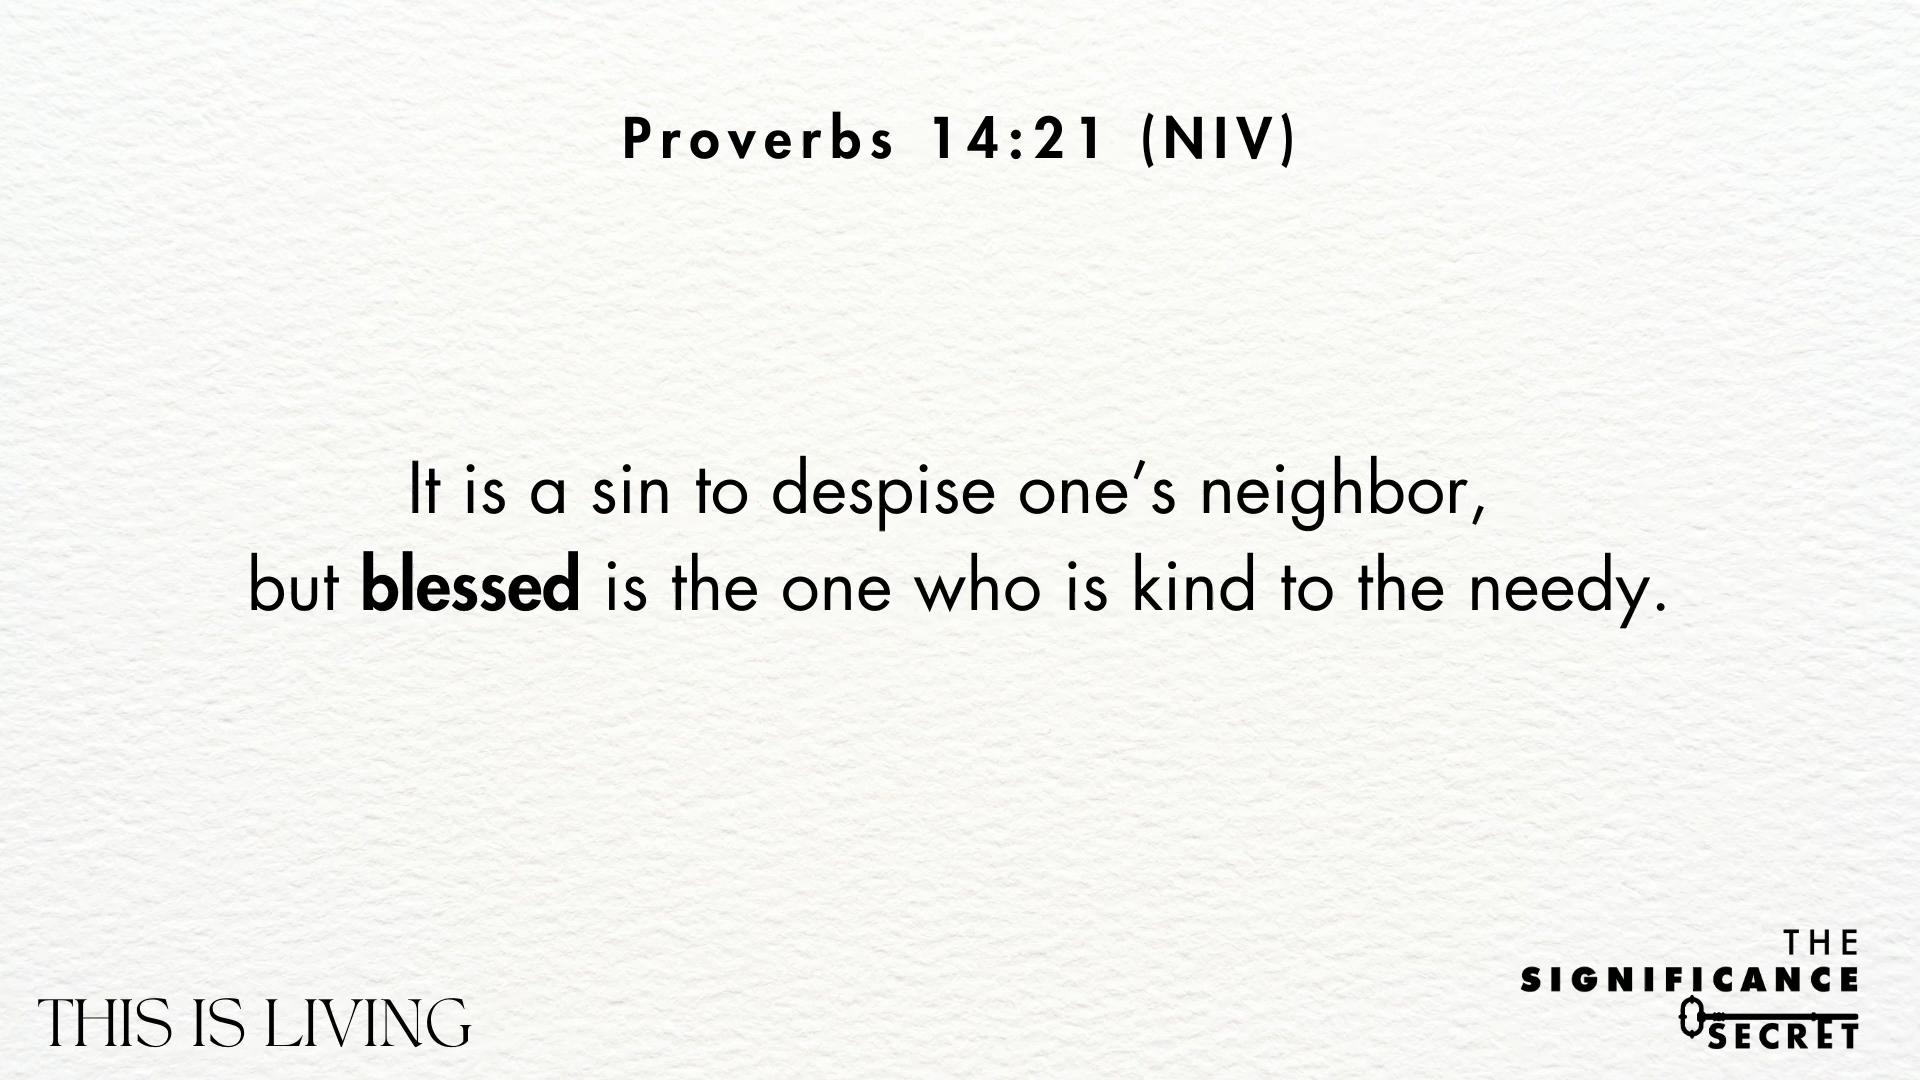 Proverbs 14:21 (NIV)
It is a sin to despise one’s neighbor,
but blessed is the one who is kind to the needy.
THIS IS LIVING
THE
SIGNIFICANCE
SECRET